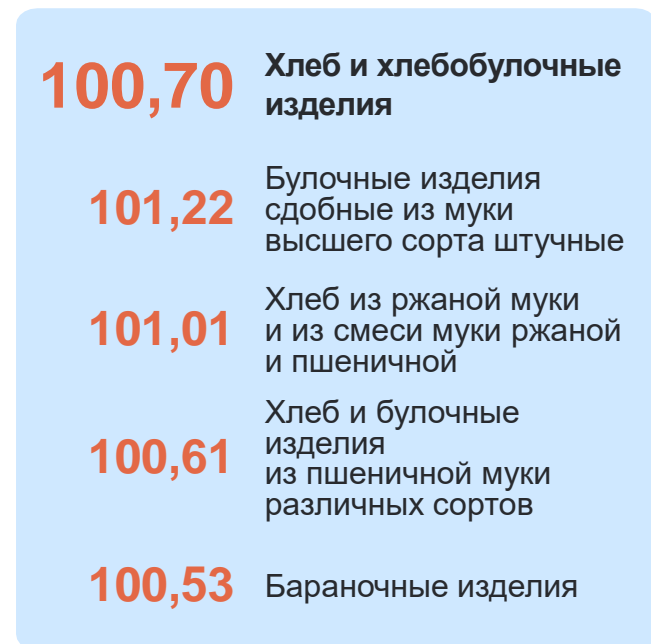 100,70
Хлеб и хлебобулочные
изделия
101,22
Булочные изделия
сдобные из муки
высшего сорта штучные
101,01
Хлеб из ржаной муки
и из смеси муки ржаной
и пшеничной
100,61
Хлеб и булочные
изделия
из пшеничной муки
различных сортов
100,53
Бараночные изделия